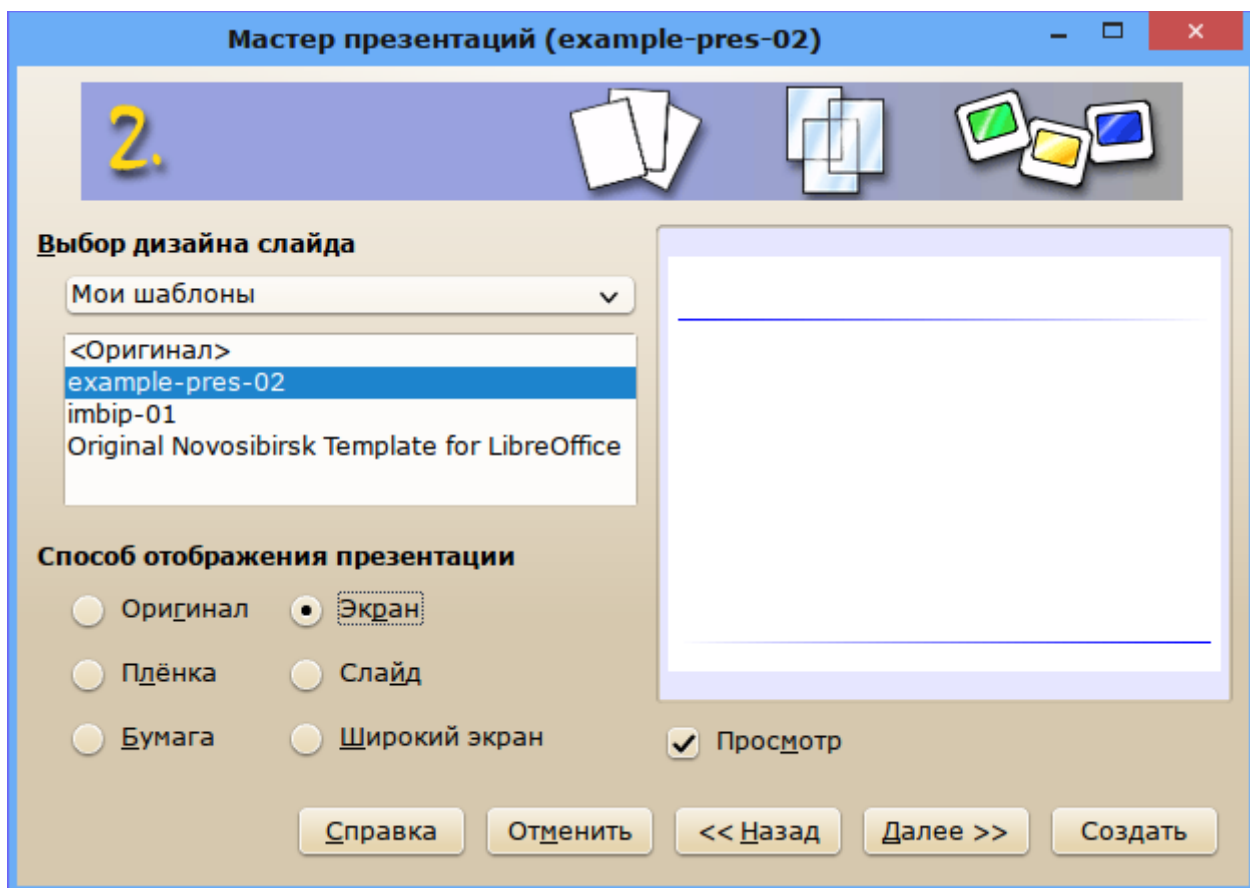 Мастер презентаций (example-pres-02)
2.
Выбор дизайна слайда
Мои шаблоны
<Оригинал>
example-pres-02
imbip-01
Original Novosibirsk Template for LibreOffice
Способ отображения презентации
Оригинал Экран
Плёнка Слайд
Бумага Широкий экран
Просмотр
Справка Отменить << Назад Далее >> Создать